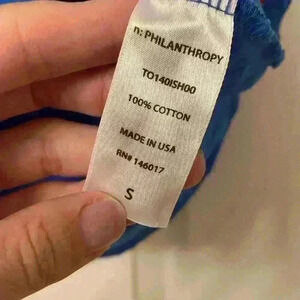 n: PHILANTHROPY
TO140ISH00
100% COTTON
MADE IN USA
RN# 146017
S